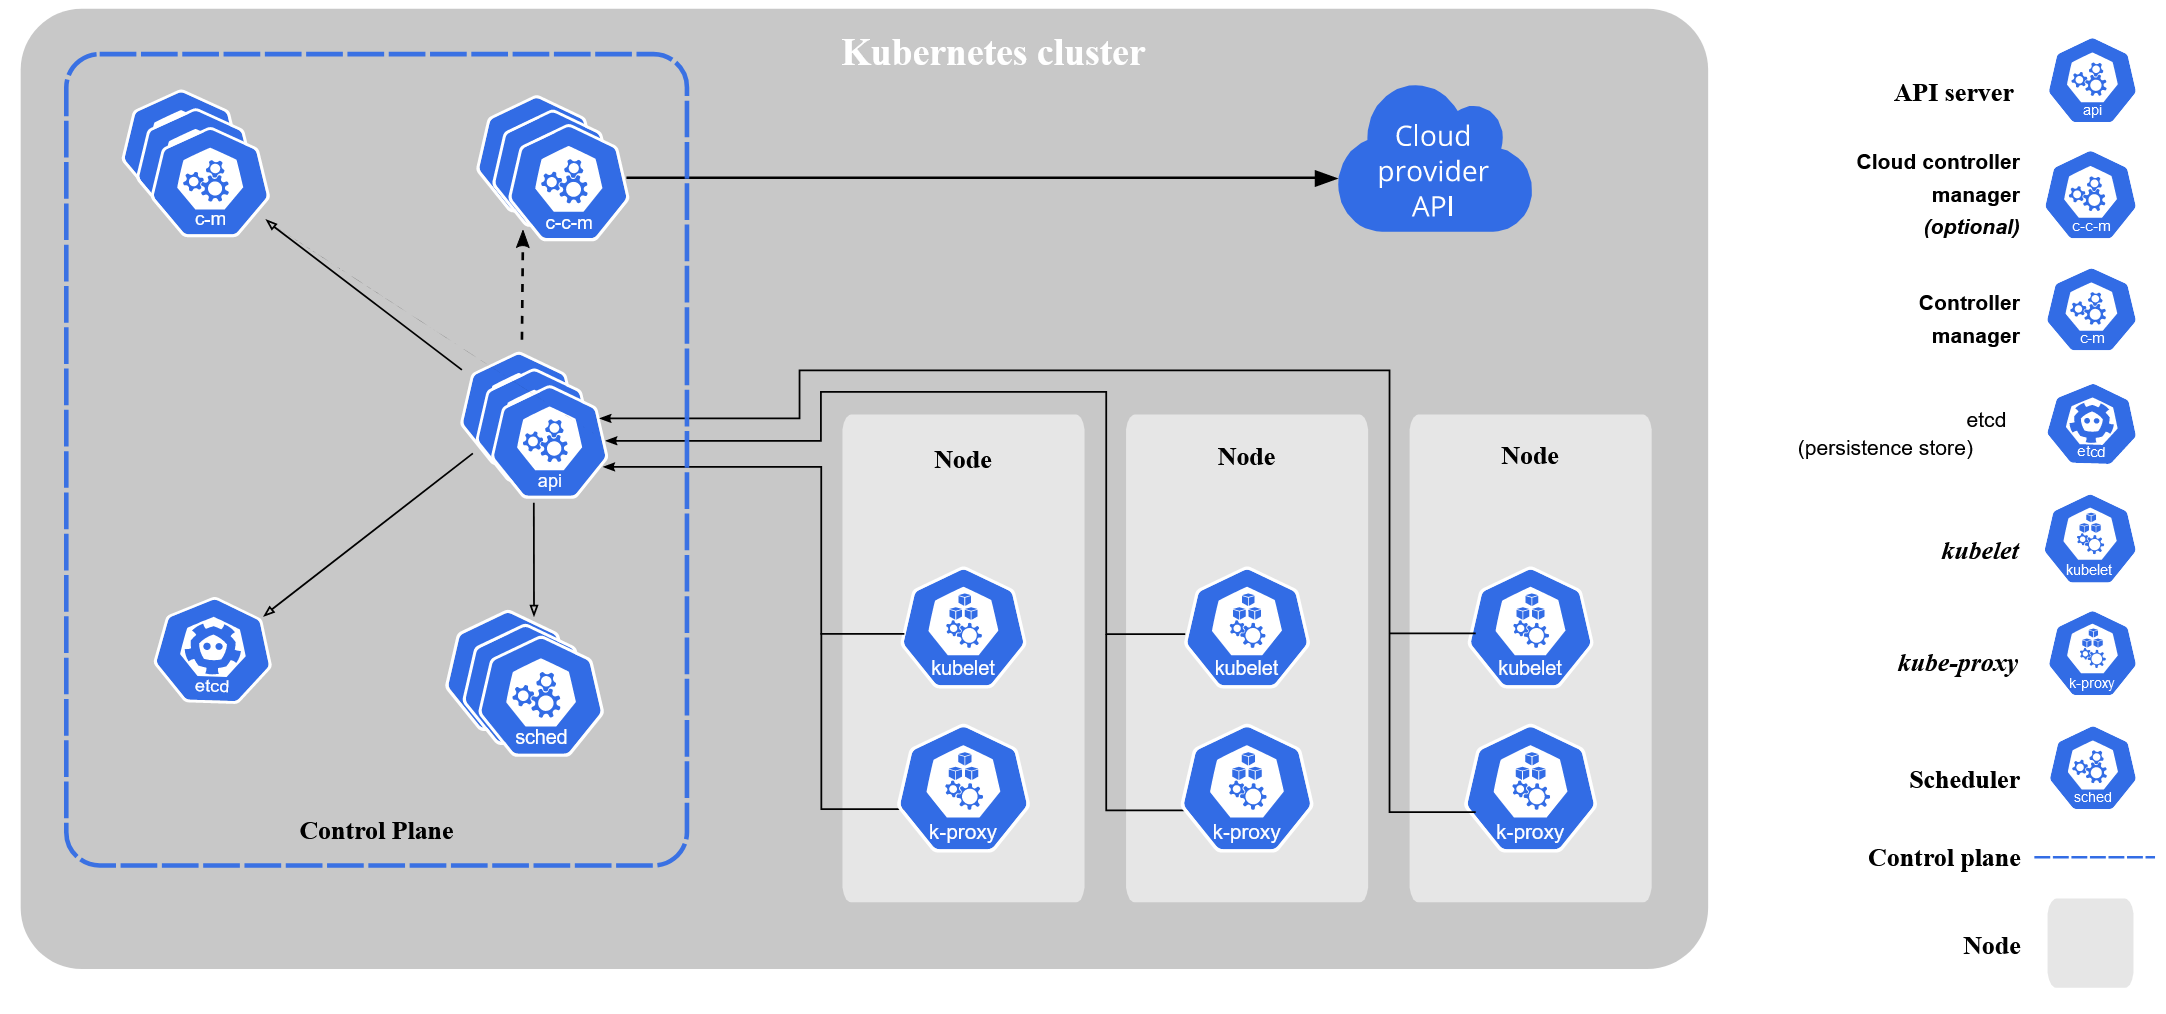 Kubernetes cluster
c-m
c-c-m
Cloud
provider
API
api
etcd
sched
Control Plane
Node
kubelet
k-proxy
Node
kubelet
k-proxy
Node
kubelet
k-proxy
API server
api
Cloud controller
manager
(optional)
c-c-m
Controller
manager
c-m
etcd
(persistence store)
etcd
kubelet
kubelet
kube-proxy
k-proxy
Scheduler
sched
Control plane
Node